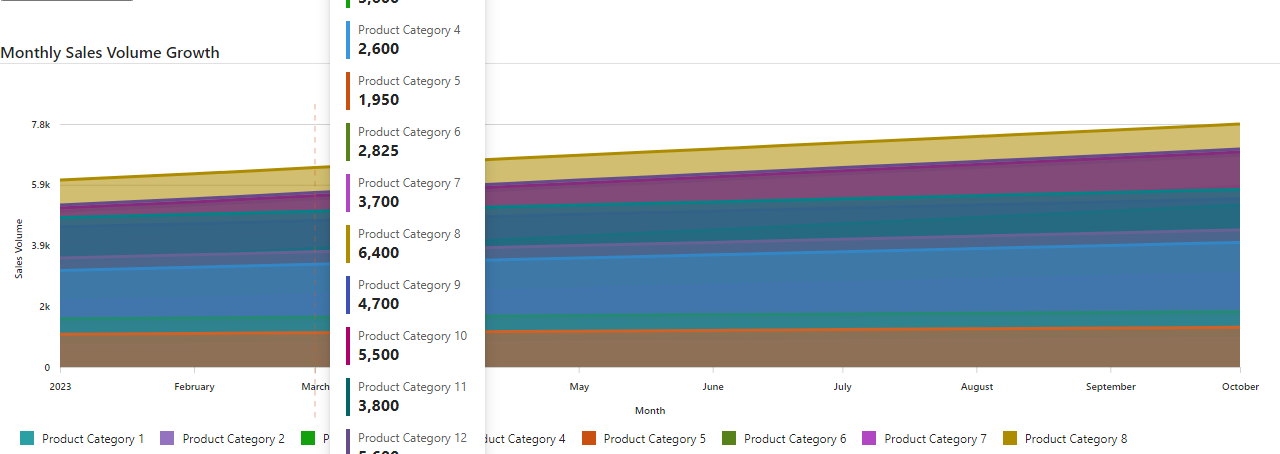 Product Category 4
2,600
Monthly Sales Volume Growth
Product Category 5
1,950
7.8k
Product Category 6
2,825
5.9k
Product Category 7
3,700
Product Category 8
6,400
3.9k
Sales Volume
Product Category 9
4,700
2k
Product Category 10
5,500
0
2023 February March May June July August September October
Product Category 11
3,800
Month
Product Category 12
Product Category 1 Product Category 2 Category 4 Product Category 5 Product Category 6 Product Category 7 Product Category 8